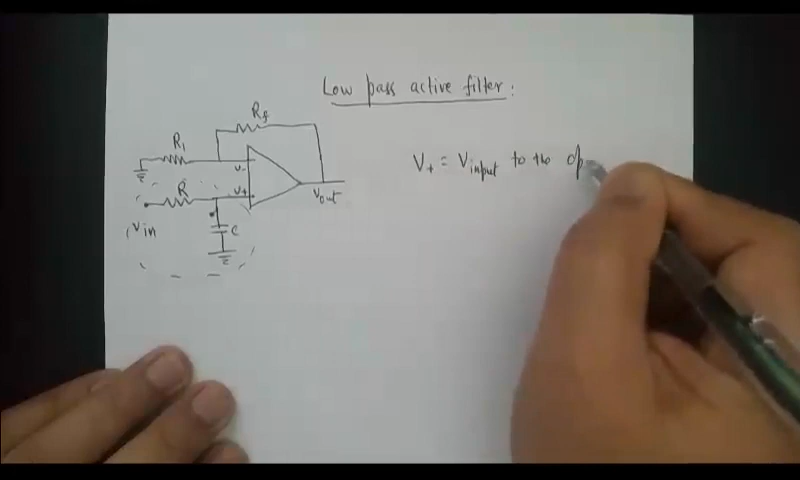 Low pass active filter:
Rf
R1
V-
V+ = Vinput to the op
R
V+
Vout
Vin
C